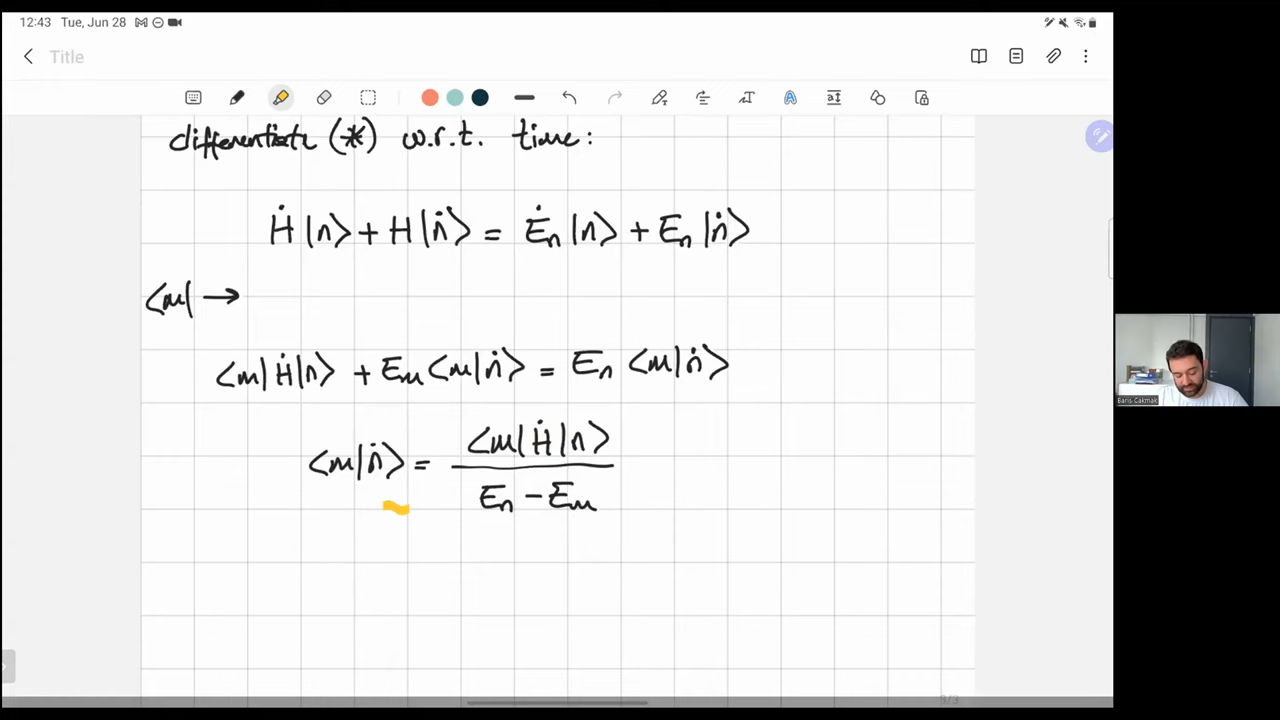 12:43 Tue, Jun 28
Title
differentiate (*) w.r.t. time:
Ḣ|n⟩ + H|ṅ⟩ = Ėn|n⟩ + En|ṅ⟩
⟨m| →
⟨m|Ḣ|n⟩ + Em⟨m|ṅ⟩ = En⟨m|ṅ⟩
⟨m|ṅ⟩ = ⟨m|Ḣ|n⟩
En - Em
Baris Cakmak